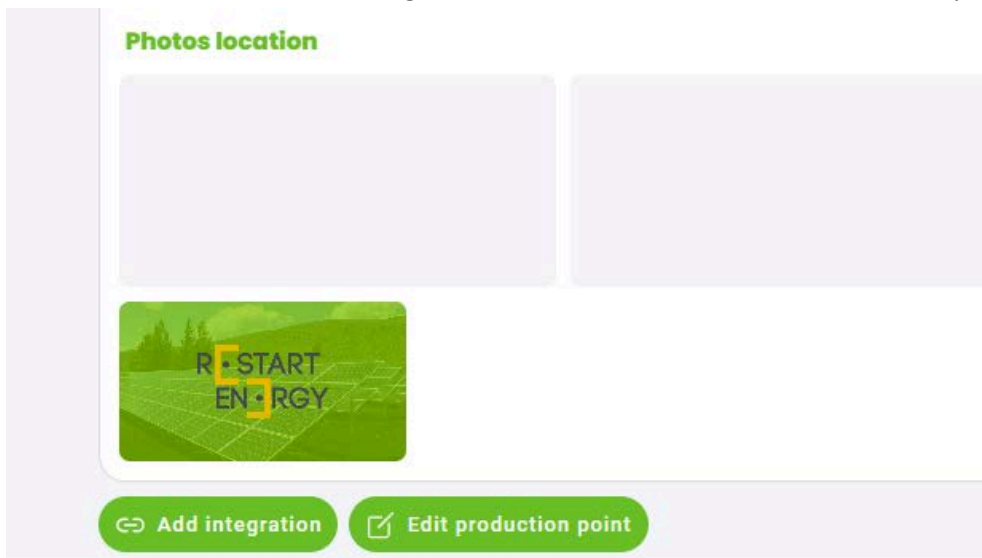 Photos location
R•START
EN•RGY
Add integration
Edit production point